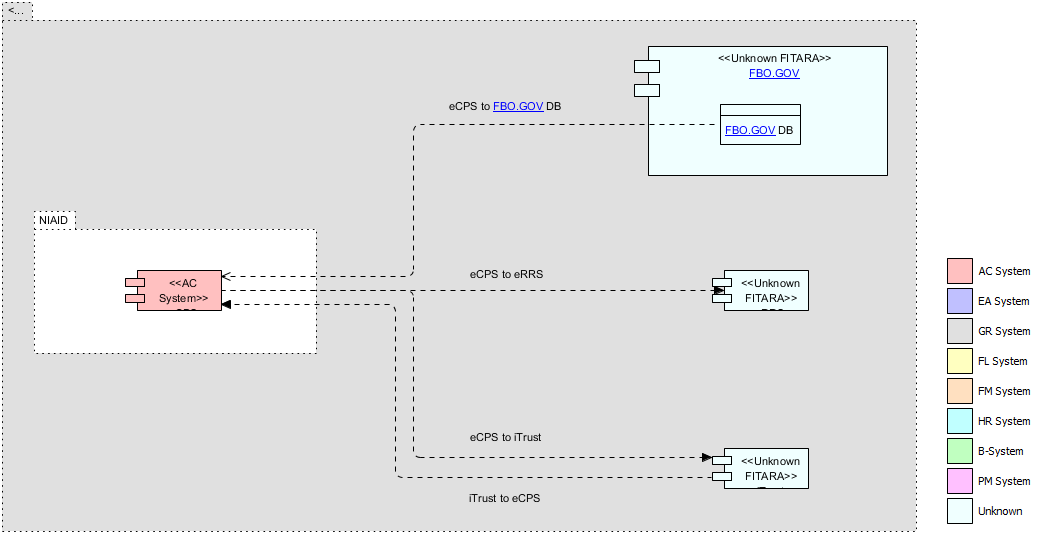 <...
<<Unknown FITARA>>
FBO.GOV
eCPS to FBO.GOV DB
FBO.GOV DB
NIAID
<<AC
System>>
eCPS to eRRS
<<Unknown
FITARA>>
eCPS to iTrust
<<Unknown
FITARA>>
iTrust to eCPS
AC System
EA System
GR System
FL System
FM System
HR System
B-System
PM System
Unknown